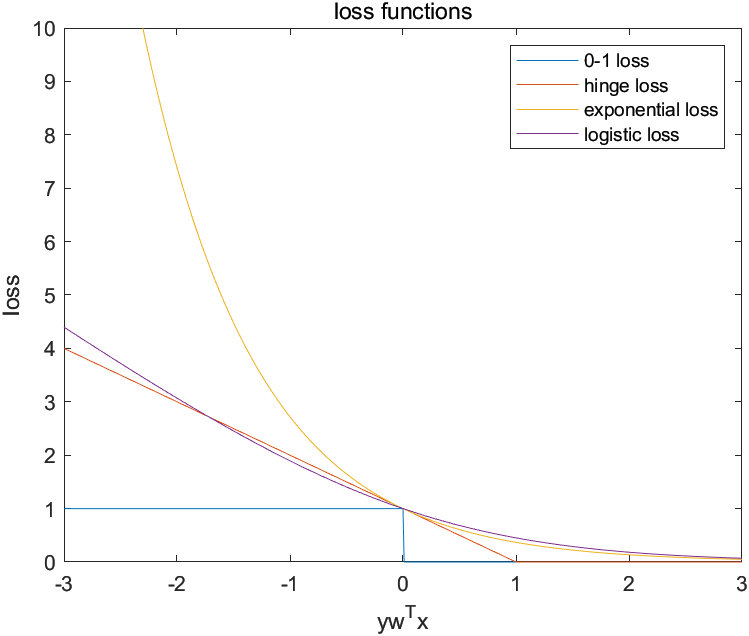 loss functions
10
9
8
7
6
5
4
3
2
1
0
loss
0-1 loss
hinge loss
exponential loss
logistic loss
-3 -2 -1 0 1 2 3
yw^T x